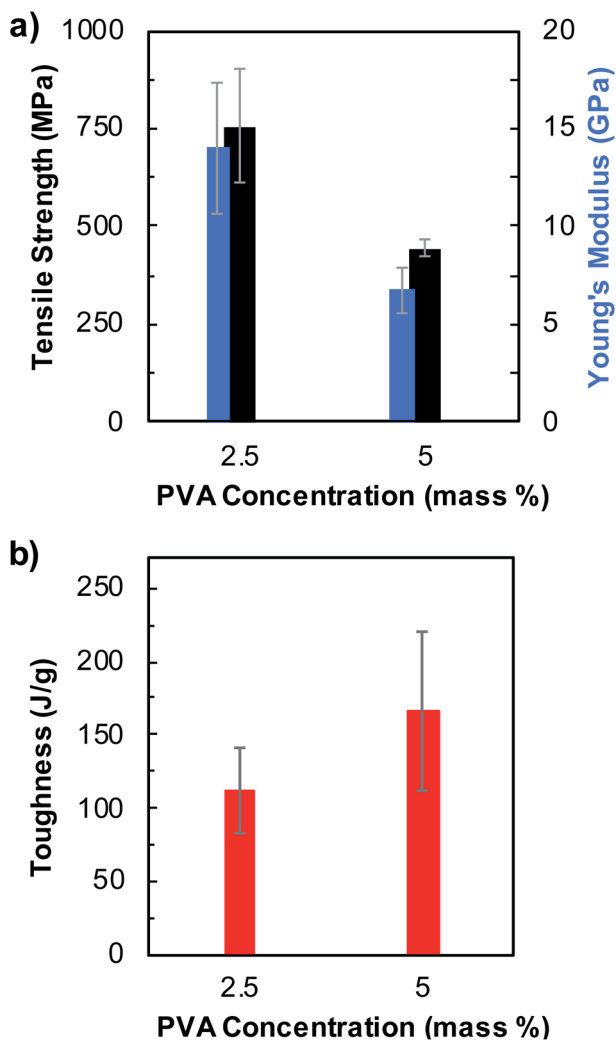 a)
Tensile Strength (MPa)
1000
750
500
250
0
20
15
10
5
0
Young's Modulus (GPa)
2.5
5
PVA Concentration (mass %)
b)
Toughness (J/g)
250
200
150
100
50
0
2.5
5
PVA Concentration (mass %)